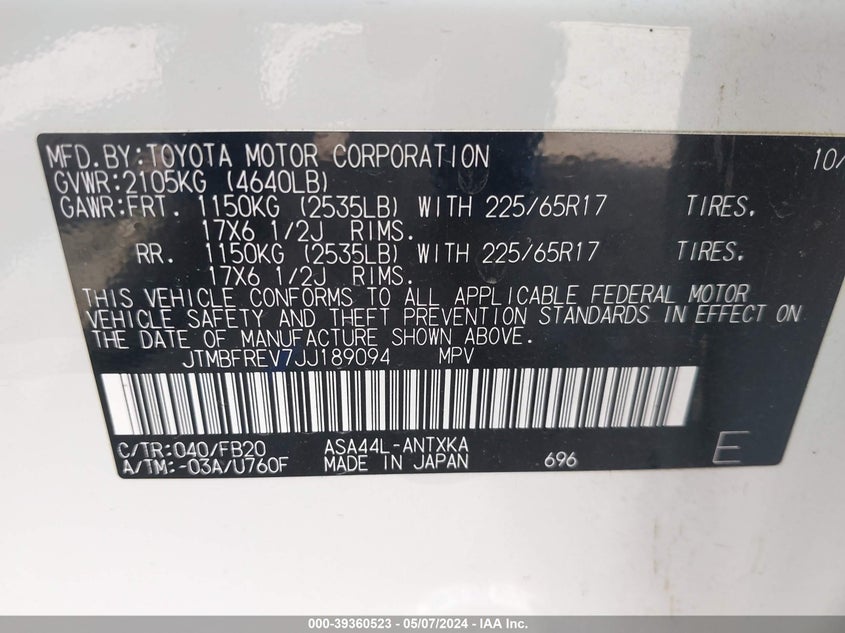 MFD.BY:TOYOTA MOTOR CORPORATION 10/
GVWR:2105KG (4640LB)
GAWR:FRT. 1150KG (2535LB) WITH 225/65R17 TIRES.
17X6 1/2J RIMS.
RR. 1150KG (2535LB) WITH 225/65R17 TIRES.
17X6 1/2J RIMS.
THIS VEHICLE CONFORMS TO ALL APPLICABLE FEDERAL MOTOR
VEHICLE SAFETY AND THEFT PREVENTION STANDARDS IN EFFECT ON
THE DATE OF MANUFACTURE SHOWN ABOVE.
JTMBFREV7JJ189094 MPV
C/TR:040/FB20 ASA44L-ANTXKA
A/TM:-03A/U760F MADE IN JAPAN 696 E
000-39360523 - 05/07/2024 - IAA Inc.